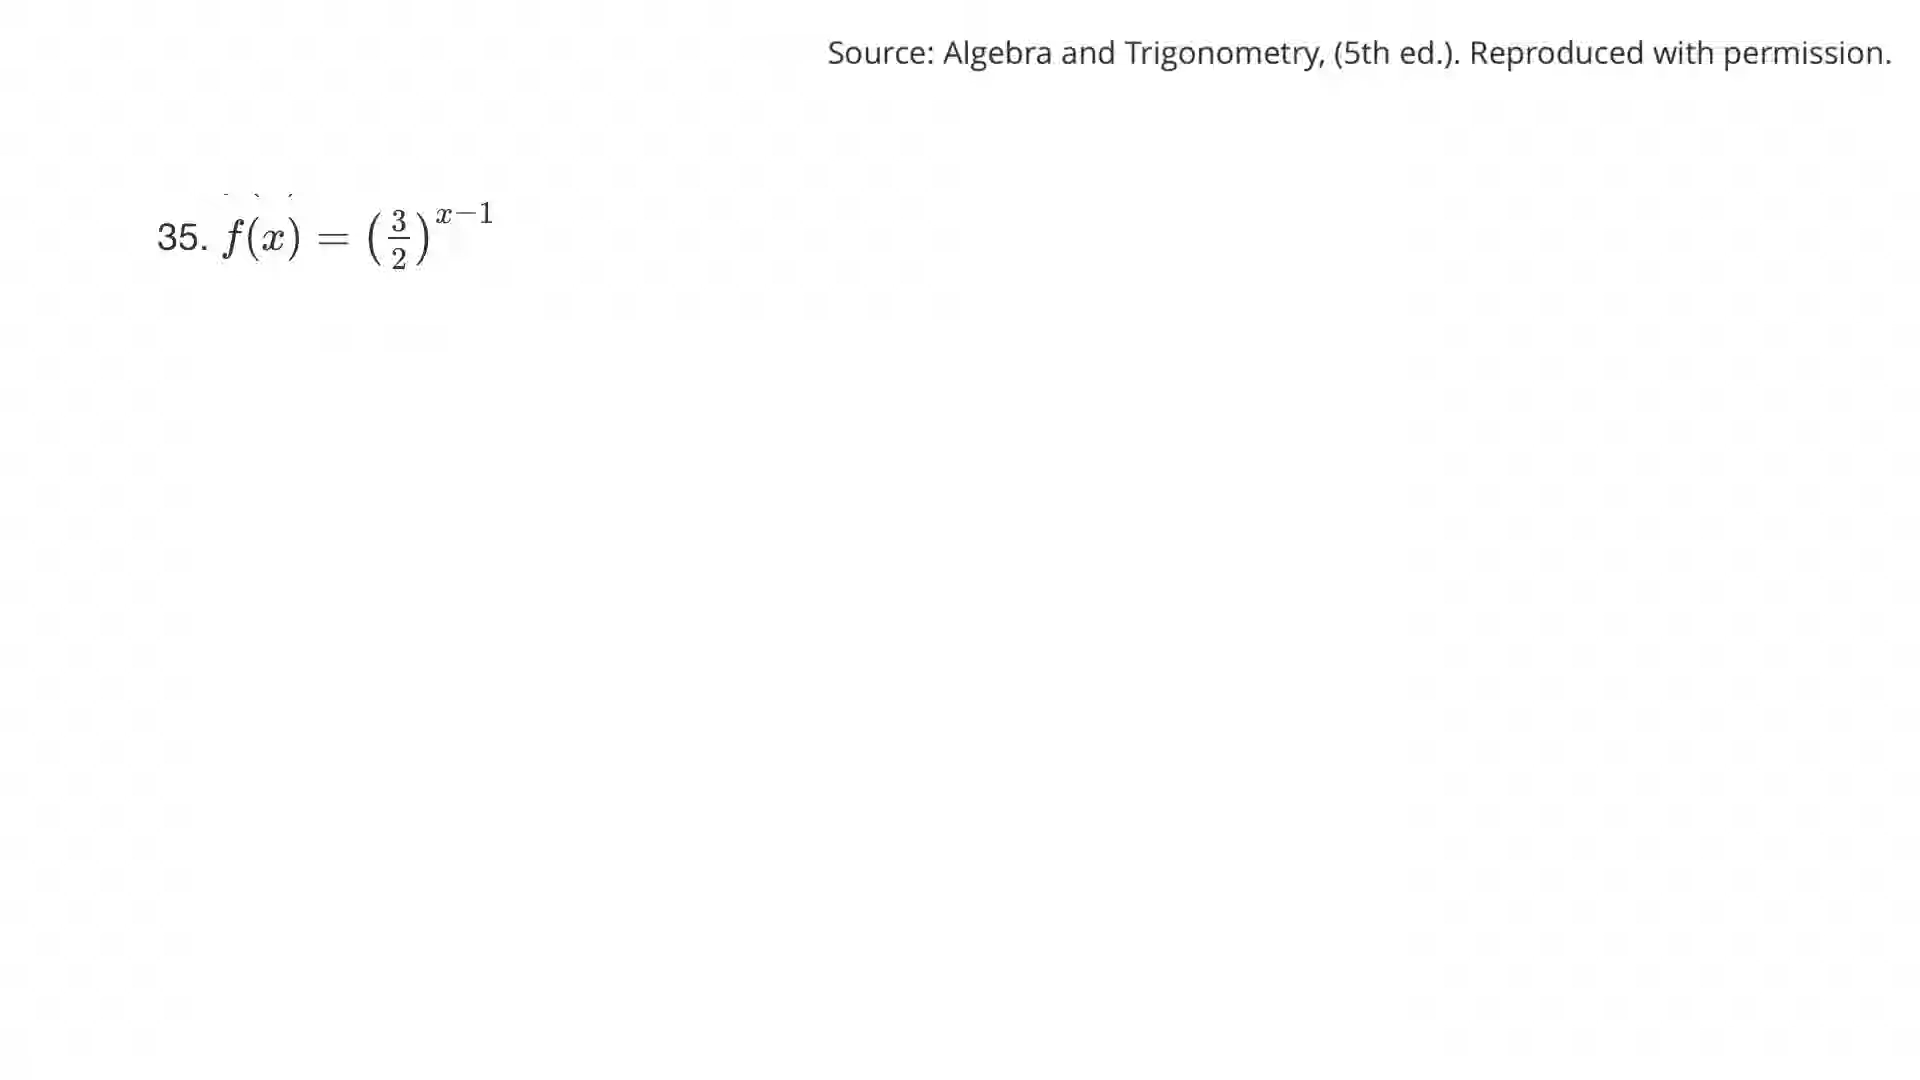 Source: Algebra and Trigonometry, (5th ed.). Reproduced with permission.
35. f(x) = (3/2)^{x−1}